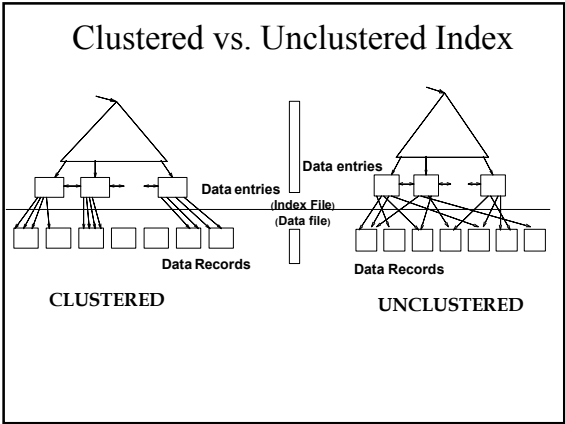 Clustered vs. Unclustered Index
Data entries
Data entries
(Index File)
(Data file)
Data Records
Data Records
CLUSTERED
UNCLUSTERED